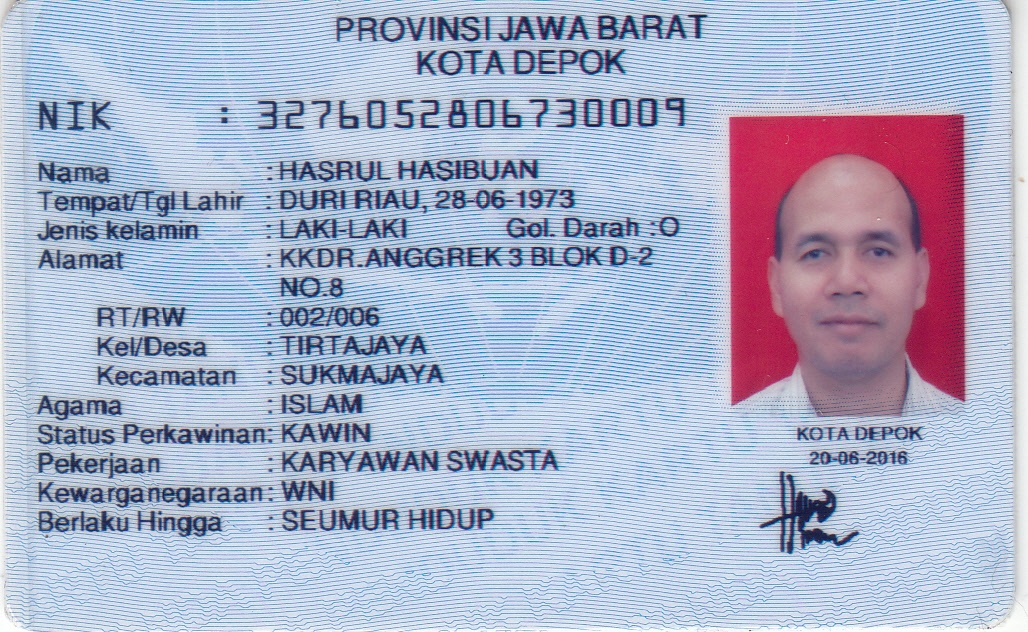 PROVINSI JAWA BARAT
KOTA DEPOK
NIK : 3276052806730009
Nama : HASRUL HASIBUAN
Tempat/Tgl Lahir : DURI RIAU, 28-06-1973
Jenis kelamin : LAKI-LAKI Gol. Darah : O
Alamat : KKDR.ANGGREK 3 BLOK D-2
NO.8
RT/RW : 002/006
Kel/Desa : TIRTAJAYA
Kecamatan : SUKMAJAYA
Agama : ISLAM
Status Perkawinan: KAWIN
Pekerjaan : KARYAWAN SWASTA
Kewarganegaraan: WNI
Berlaku Hingga : SEUMUR HIDUP
KOTA DEPOK
20-06-2016